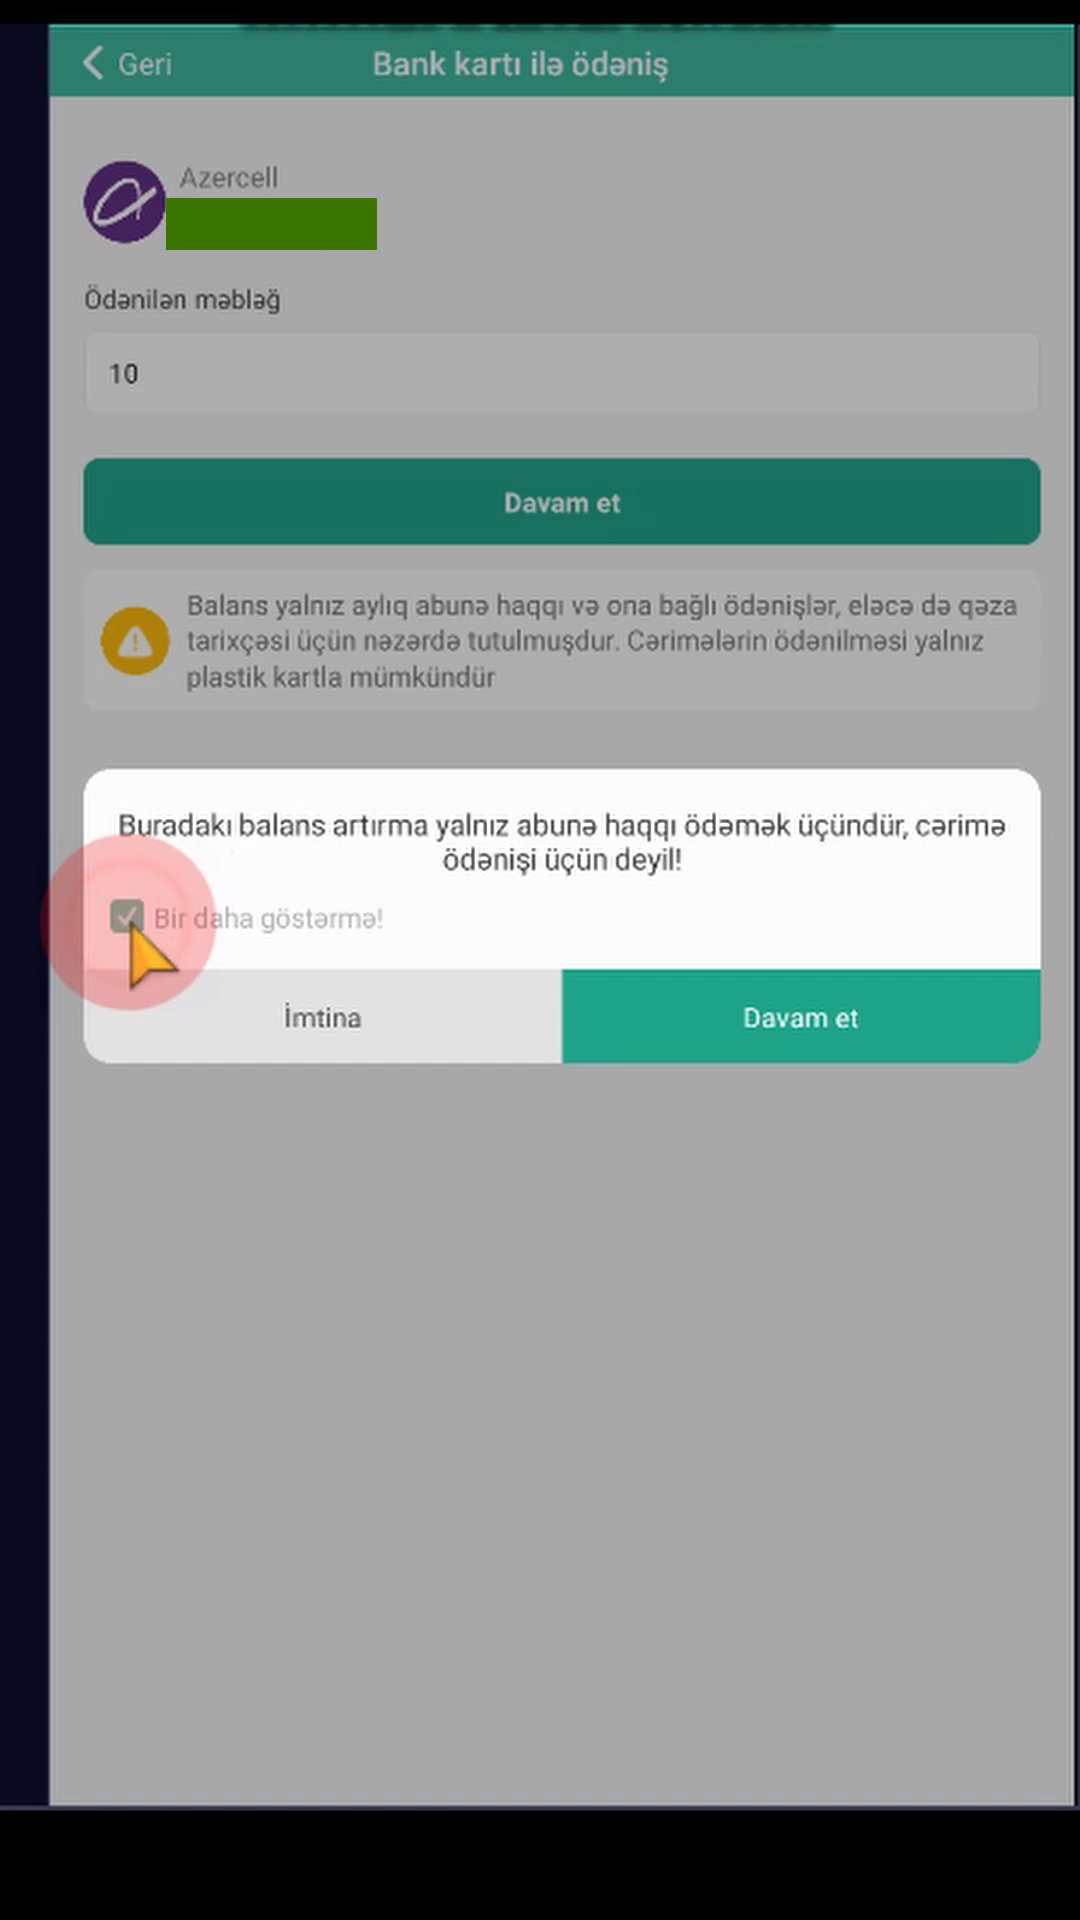 Geri
Bank kartı ilə ödəniş
Azercell
Ödənilən məbləğ
10
Davam et
Balans yalnız aylıq abunə haqqı və ona bağlı ödənişlər, eləcə də qəza
tarixçəsi üçün nəzərdə tutulmuşdur. Cərimələrin ödənilməsi yalnız
plastik kartla mümkündür
Buradakı balans artırma yalnız abunə haqqı ödəmək üçündür, cərimə
ödənişi üçün deyil!
Bir daha göstərmə!
İmtina
Davam et